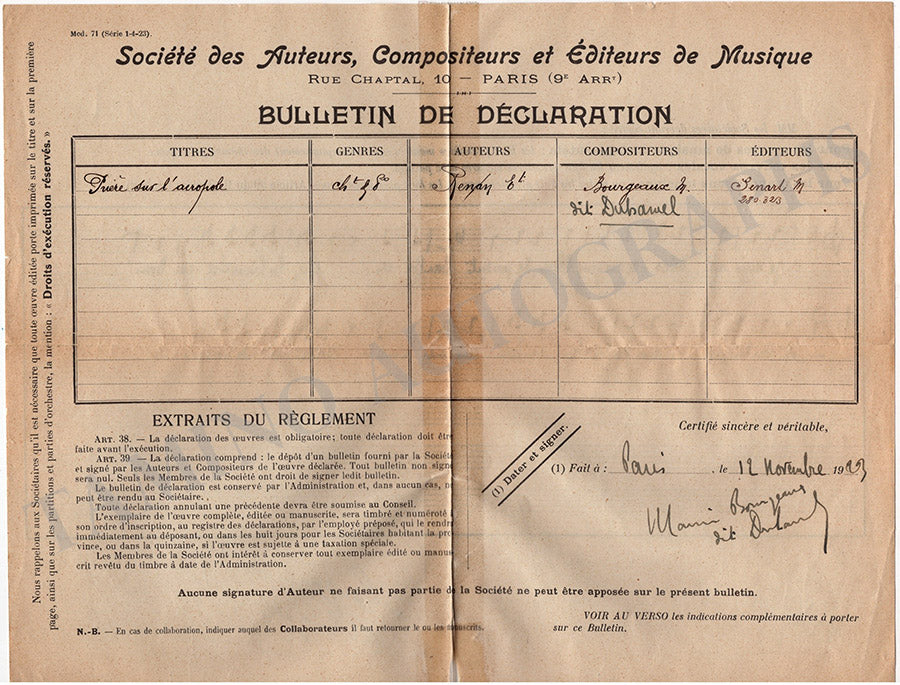 Mod. 71 (Série 1-4-23).
Société des Auteurs, Compositeurs et Éditeurs de Musique
RUE CHAPTAL, 10 — PARIS (9E ARRT)
BULLETIN DE DÉCLARATION
TITRES GENRES AUTEURS COMPOSITEURS ÉDITEURS
Prière sur l'acropole cht & po Renan Et Bourgeaux M. Senart M
dit Duhamel 280.323
Nous rappelons aux Sociétaires qu'il est nécessaire que toute œuvre éditée porte imprimée sur le titre et sur la première
page, ainsi que sur les partitions et parties d'orchestre, la mention : « Droits d'exécution réservés. »
EXTRAITS DU RÈGLEMENT
ART. 38. — La déclaration des œuvres est obligatoire; toute déclaration doit être
faite avant l'exécution.
ART. 39 — La déclaration comprend : le dépôt d'un bulletin fourni par la Société
et signé par les Auteurs et Compositeurs de l'œuvre déclarée. Tout bulletin non signé
sera nul. Seuls les Membres de la Société ont droit de signer ledit bulletin.
Le bulletin de déclaration est conservé par l'Administration et, dans aucun cas, ne
peut être rendu au Sociétaire.
Toute déclaration annulant une précédente devra être soumise au Conseil.
L'exemplaire de l'œuvre complète, éditée ou manuscrite, sera timbré et numéroté à
son ordre d'inscription, au registre des déclarations, par l'employé préposé, qui le rendra
immédiatement au déposant, ou dans les huit jours pour les Sociétaires habitant la pro-
vince, ou dans la quinzaine, si l'œuvre est sujette à une taxation spéciale.
Les Membres de la Société ont intérêt à conserver tout exemplaire édité ou manus-
crit revêtu du timbre à date de l'Administration.
Certifié sincère et véritable,
(1) Dater et signer.
(1) Fait à : Paris , le 12 Novembre 1923
Maurice Bourgeaux
dit Duhamel
Aucune signature d'Auteur ne faisant pas partie de la Société ne peut être apposée sur le présent bulletin.
N.-B. — En cas de collaboration, indiquer auquel des Collaborateurs il faut retourner le ou les manuscrits.
VOIR AU VERSO les indications complémentaires à porter
sur ce Bulletin.